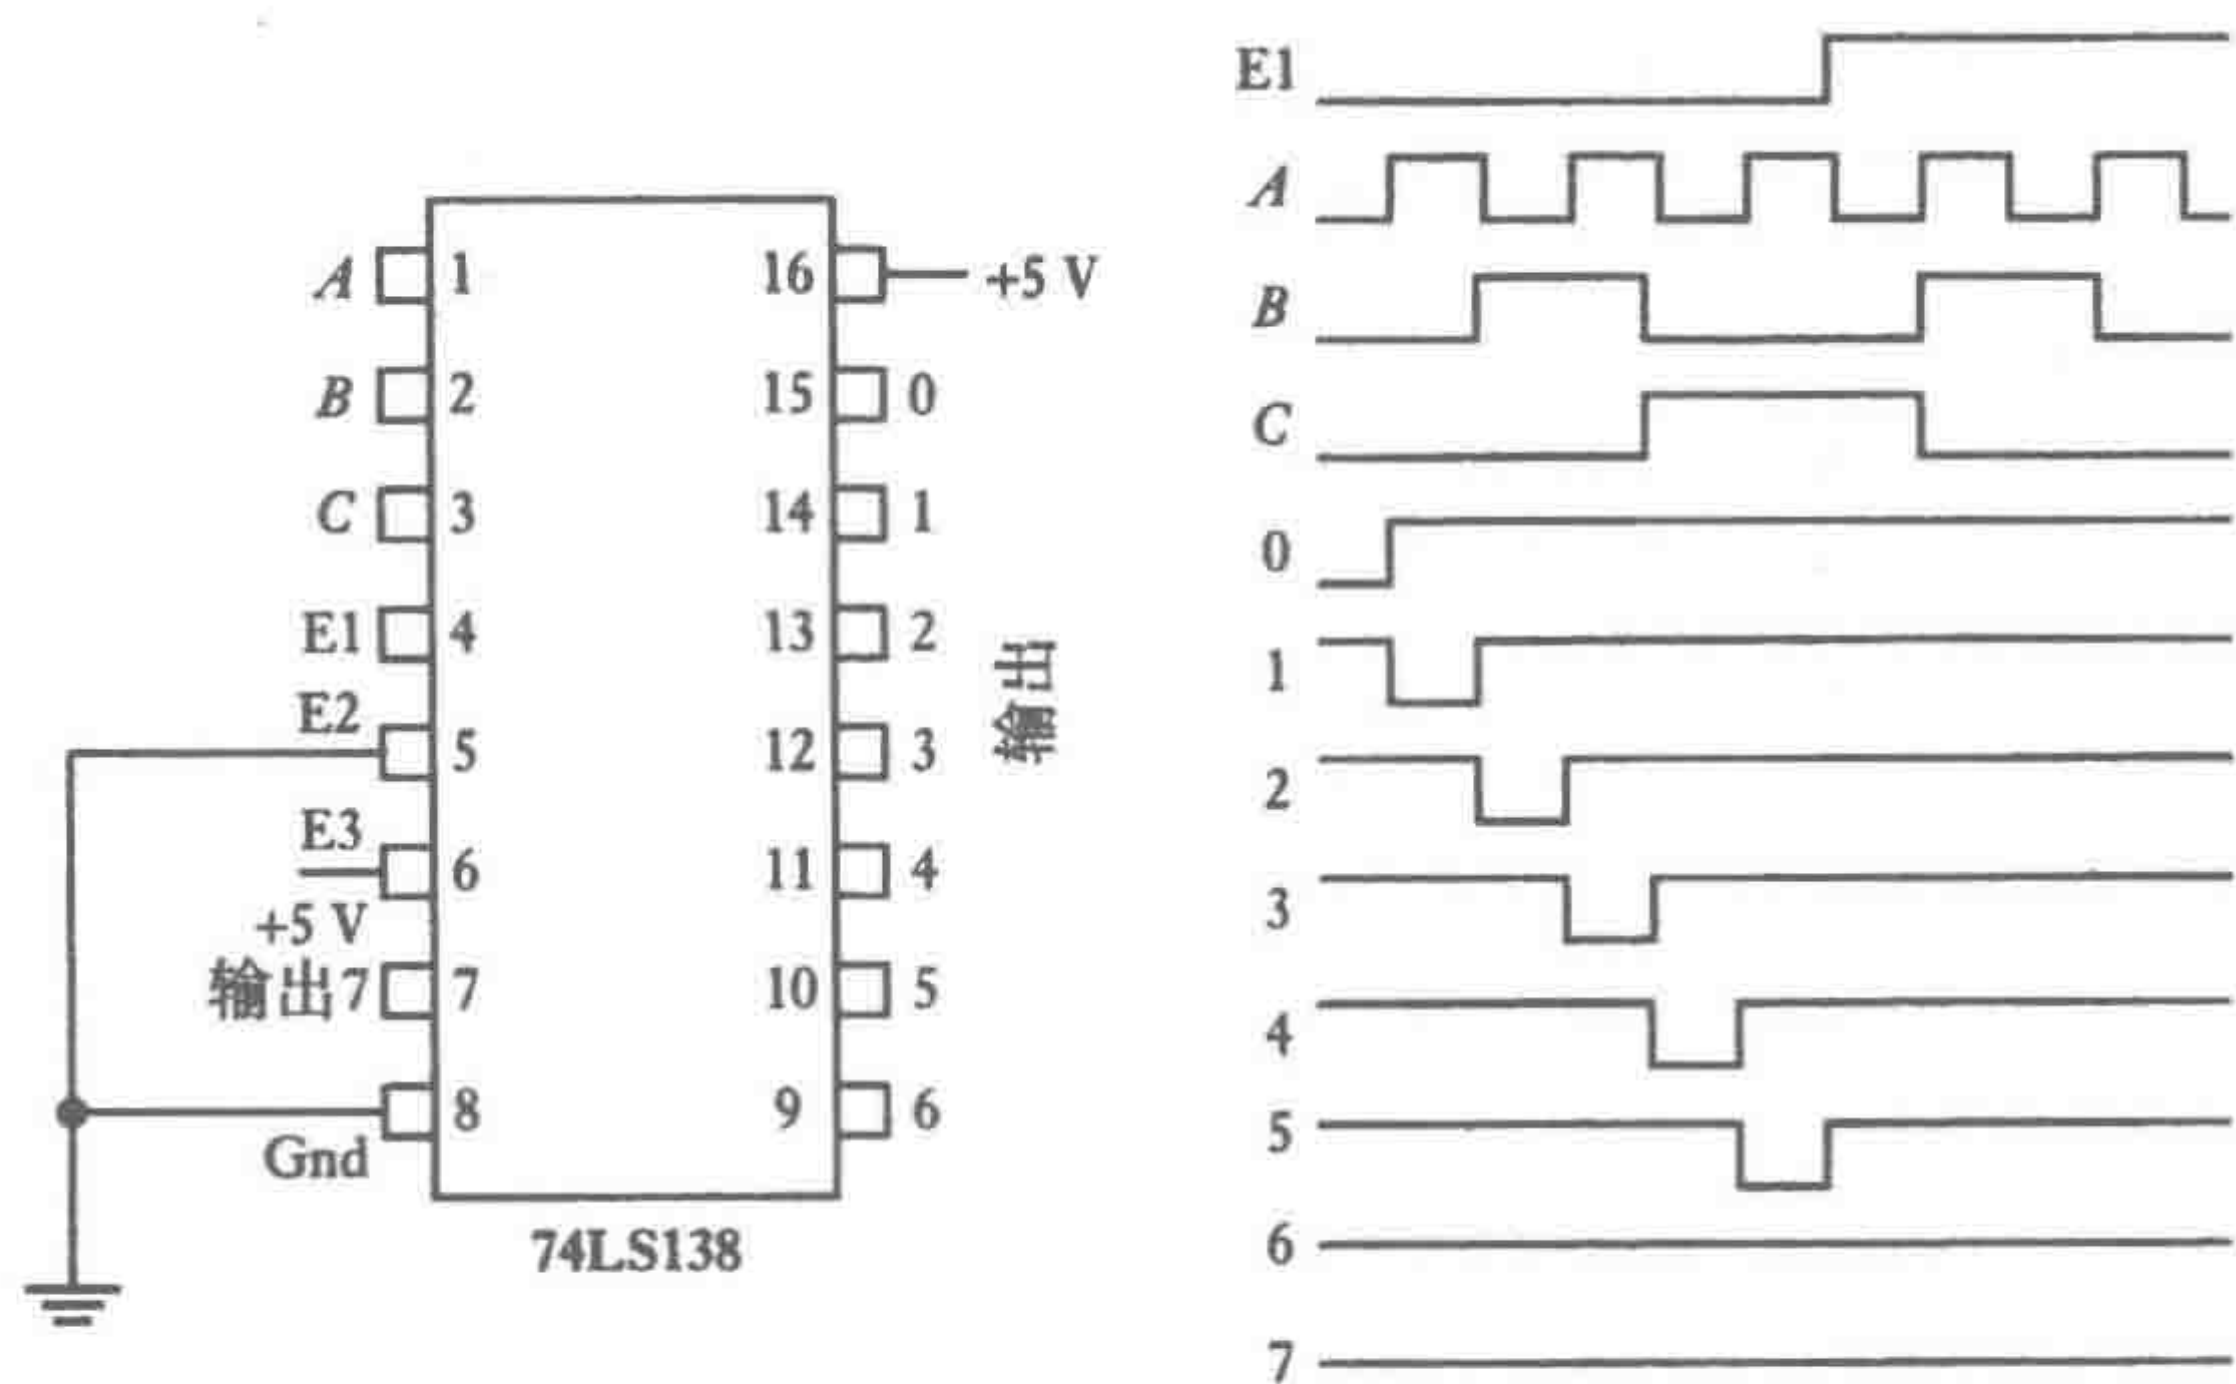 A 1 16 +5 V
B 2 15 0
C 3 14 1
E1 4 13 2
E2 5 12 3
E3 6 11 4
+5 V
输出7 7 10 5
8 9 6
Gnd
输出
74LS138
E1
A
B
C
0
1
2
3
4
5
6
7